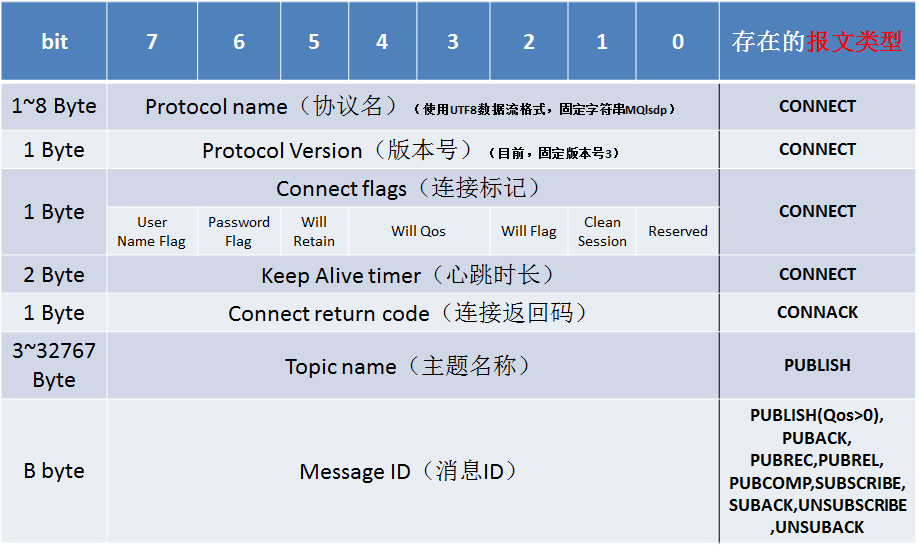 bit 7 6 5 4 3 2 1 0 存在的报文类型
1~8 Byte Protocol name（协议名）（使用UTF8数据流格式，固定字符串MQlsdp） CONNECT
1 Byte Protocol Version（版本号）（目前，固定版本号3） CONNECT
1 Byte Connect flags（连接标记） CONNECT
User Name Flag Password Flag Will Retain Will Qos Will Flag Clean Session Reserved
2 Byte Keep Alive timer（心跳时长） CONNECT
1 Byte Connect return code（连接返回码） CONNACK
3~32767 Byte Topic name（主题名称） PUBLISH
B byte Message ID（消息ID）
PUBLISH(Qos>0),
PUBACK,
PUBREC,PUBREL,
PUBCOMP,SUBSCRIBE,
SUBACK,UNSUBSCRIBE
,UNSUBACK